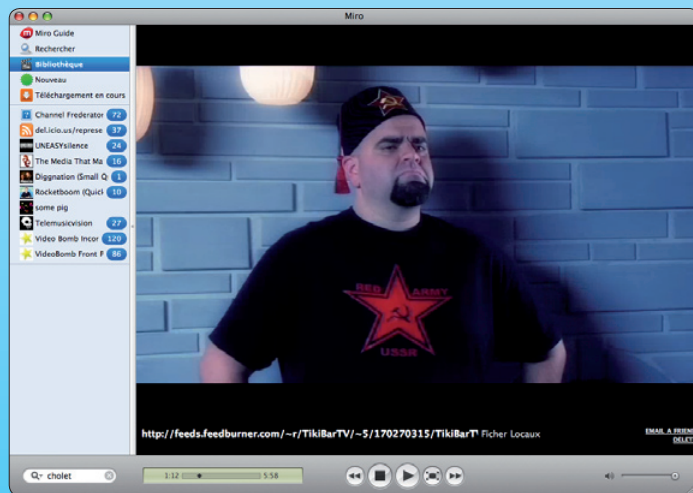 Miro
Miro Guide
Rechercher
Bibliothèque
Nouveau
Téléchargement en cours
Channel Frederator 72
del.icio.us/represe 37
UNEASYsilence 24
The Media That Ma 16
Diggnation (Small Q 1
Rocketboom (Quick 10
some pig
Telemusicvision 27
Video Bomb Incor 120
VideoBomb Front F 86
RED ARMY
USSR
http://feeds.feedburner.com/~r/TikiBarTV/~5/170270315/TikiBarT Ficher Locaux
EMAIL A FRIEND
DELET
cholet
1:12 5:58